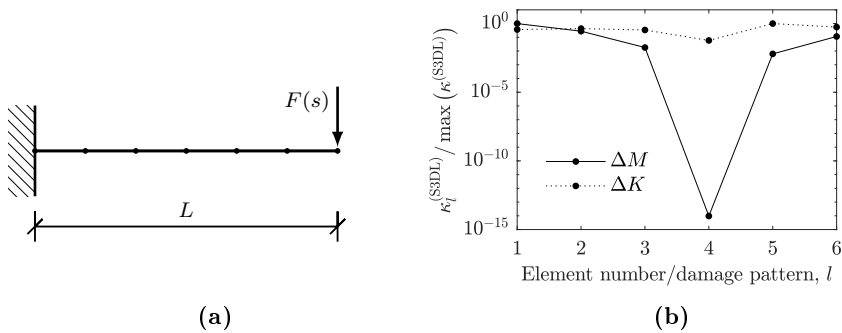 F(s)
L
(a)
κ_l^(S3DL) / max (κ^(S3DL))
10^0
10^−5
10^−10
10^−15
ΔM
ΔK
1 2 3 4 5 6
Element number/damage pattern, l
(b)